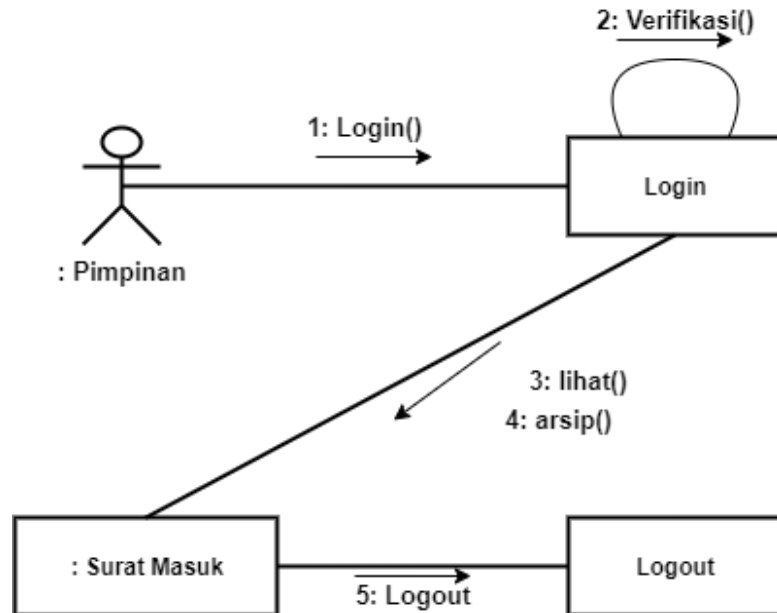 2: Verifikasi()
1: Login()
Login
: Pimpinan
3: lihat()
4: arsip()
: Surat Masuk
5: Logout
Logout